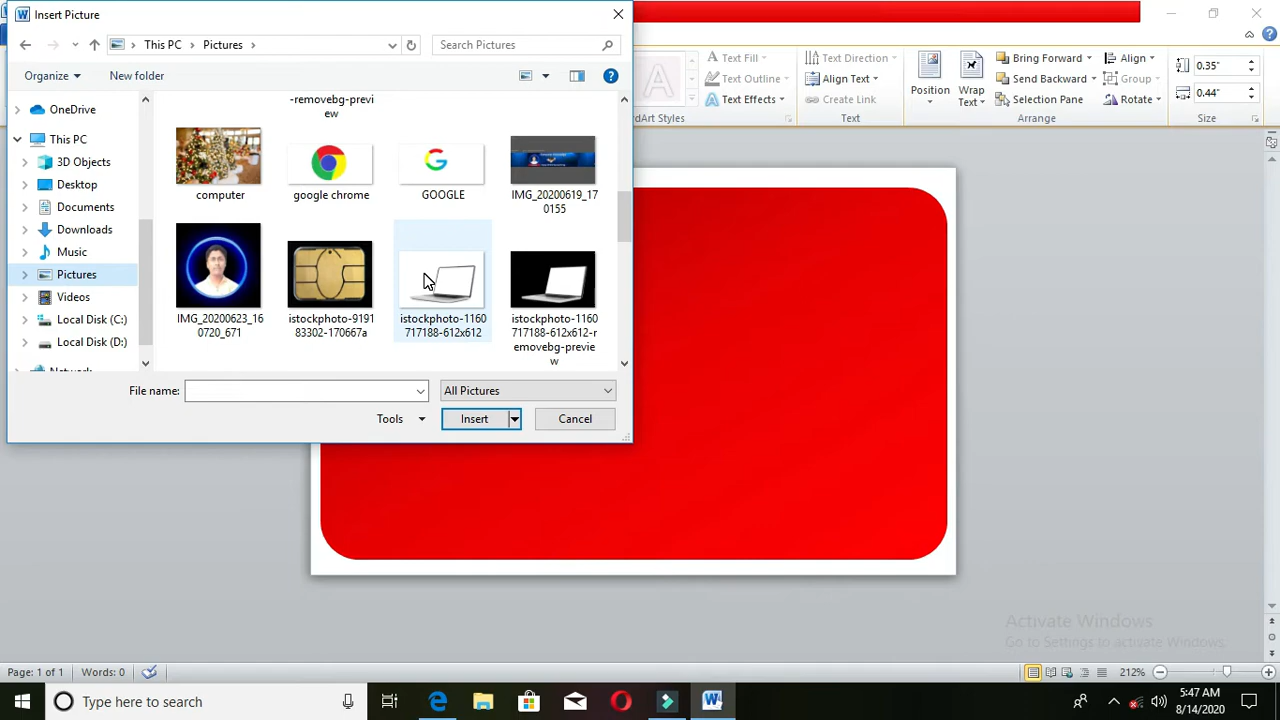 Insert Picture
This PC
Pictures
Search Pictures
Organize
New folder
OneDrive
This PC
3D Objects
Desktop
Documents
Downloads
Music
Pictures
Videos
Local Disk (C:)
Local Disk (D:)
-removebg-previ
ew
computer
google chrome
GOOGLE
IMG_20200619_17
0155
IMG_20200623_16
0720_671
istockphoto-9191
83302-170667a
istockphoto-1160
717188-612x612
istockphoto-1160
717188-612x612-r
emovebg-previe
w
File name:
All Pictures
Tools
Insert
Cancel
Text Fill
Text Outline
Text Effects
Text Direction
Align Text
Create Link
Text
Position
Wrap
Text
Bring Forward
Send Backward
Selection Pane
Align
Group
Rotate
Arrange
0.35"
0.44"
Size
Activate Windows
Go to Settings to activate Windows.
Page: 1 of 1
Words: 0
212%
Type here to search
5:47 AM
8/14/2020